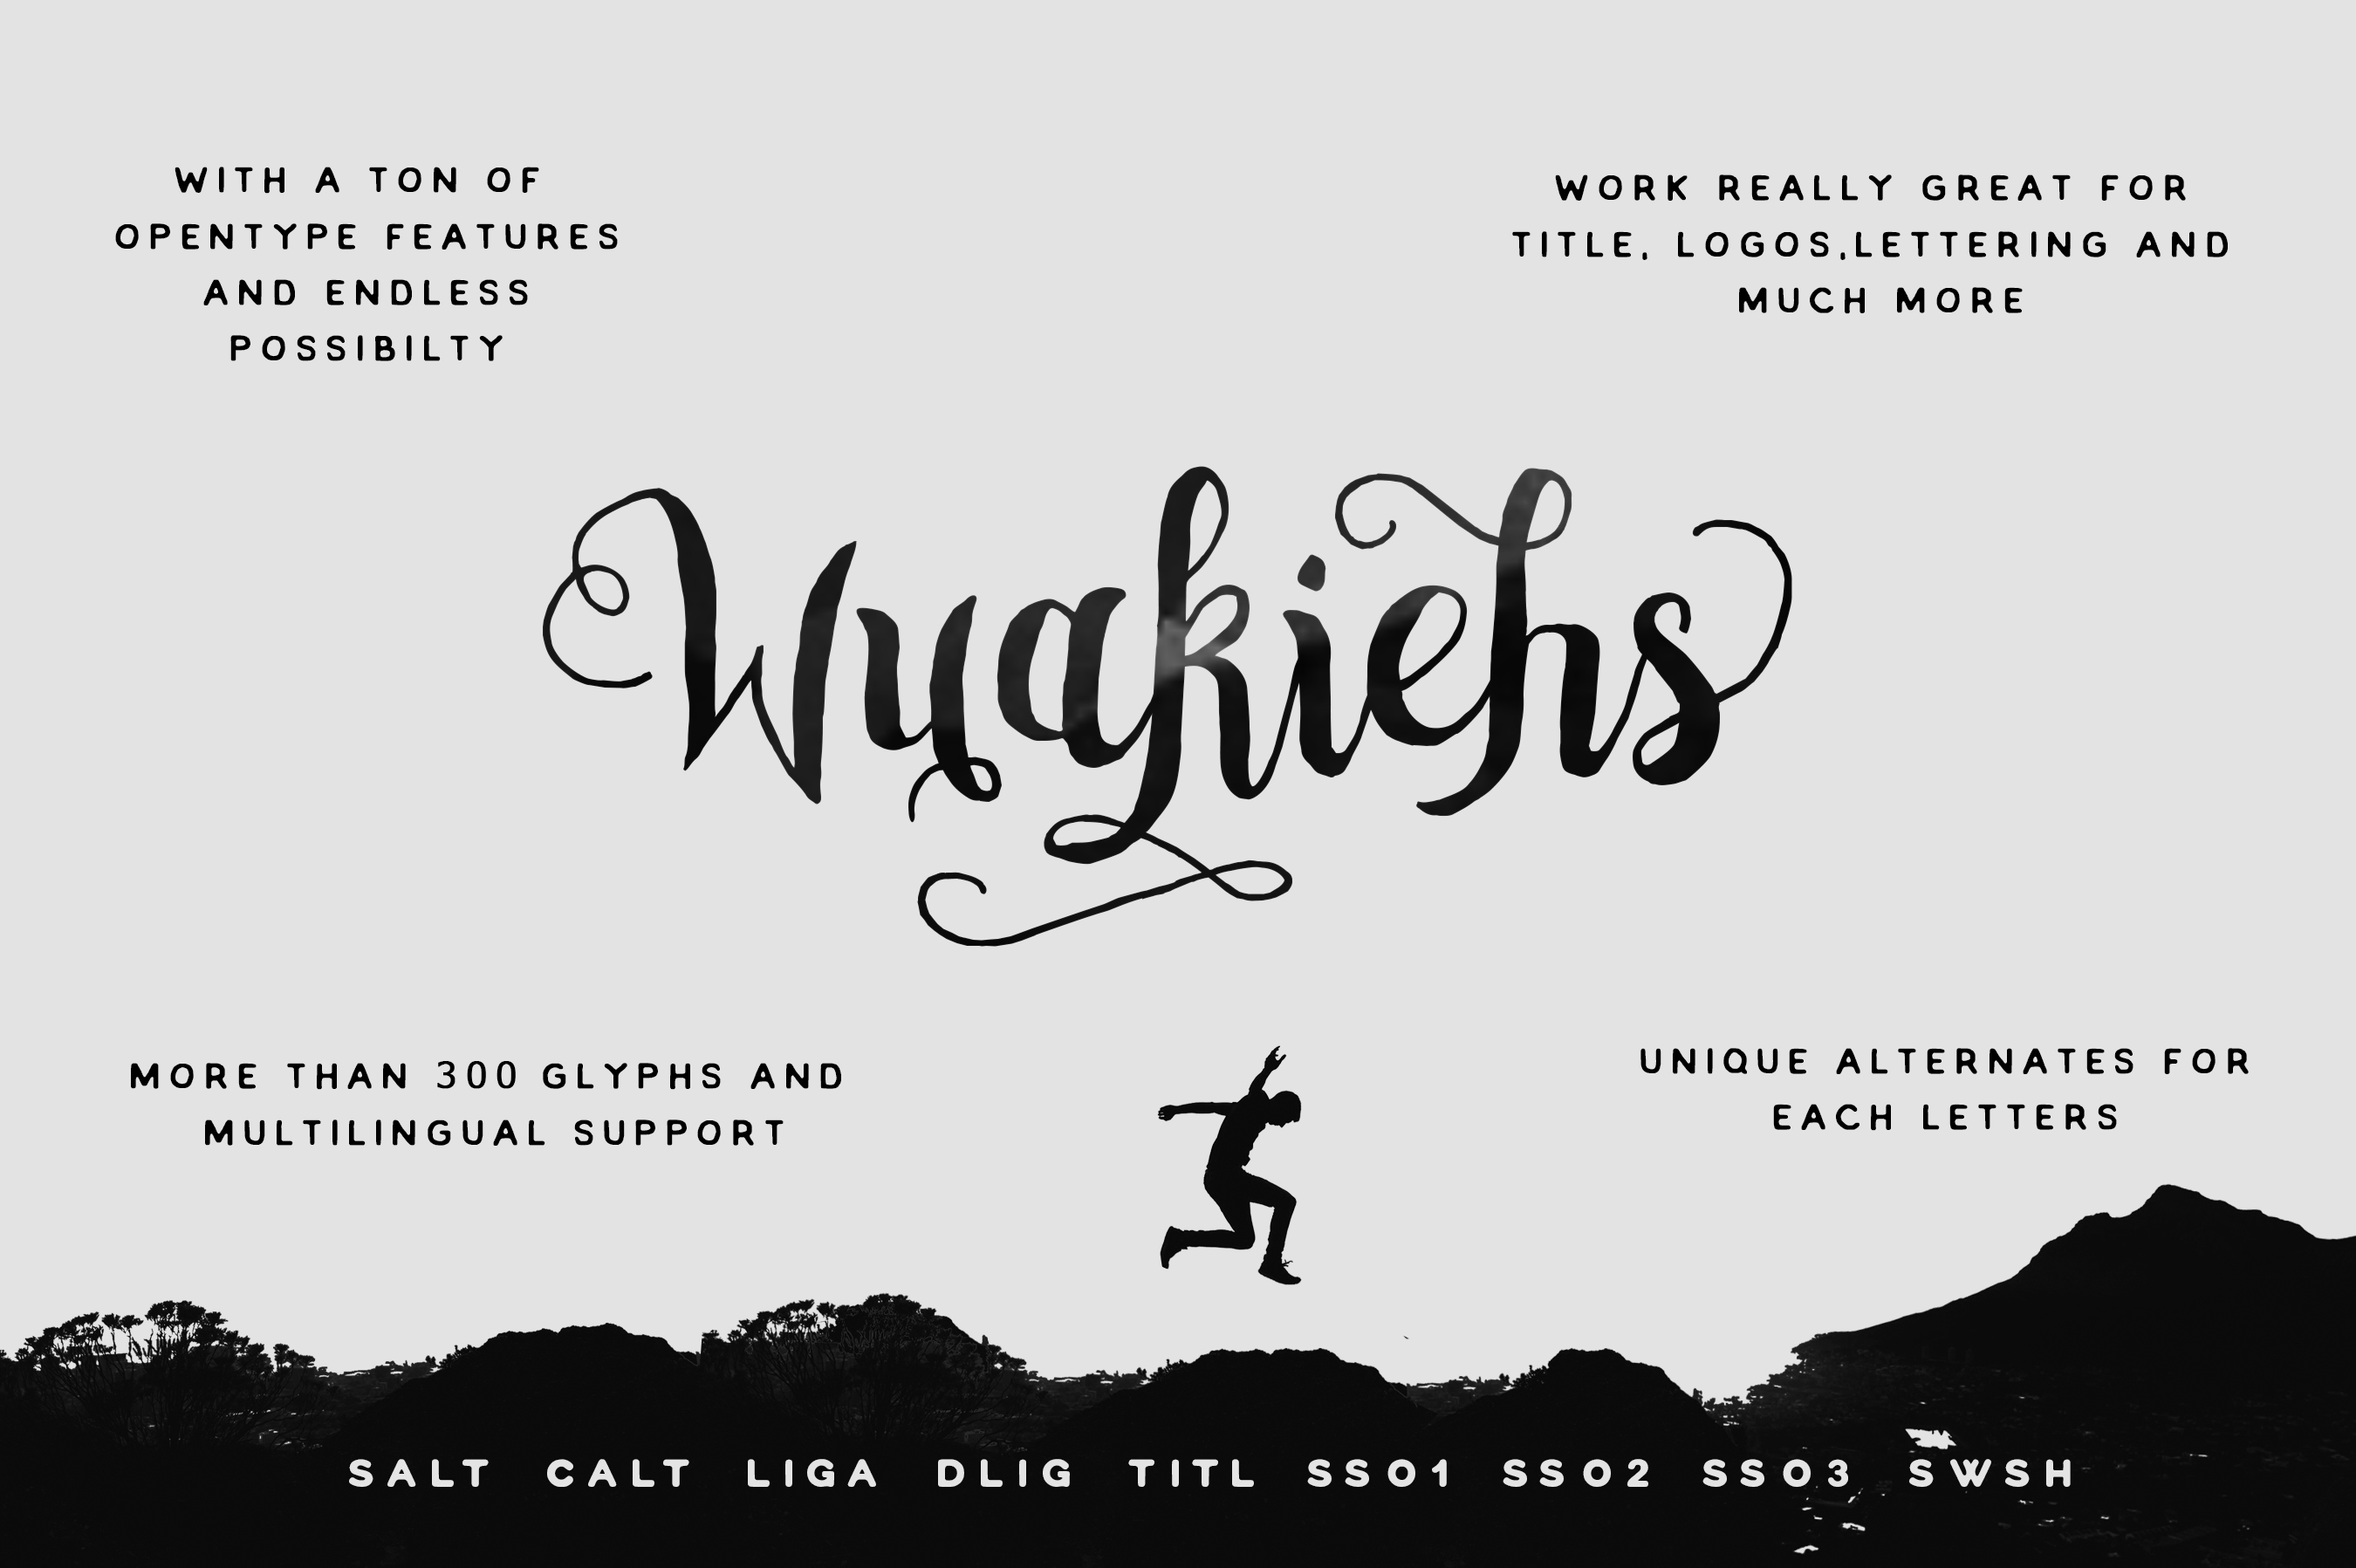 WITH A TON OF
OPENTYPE FEATURES
AND ENDLESS
POSSIBILTY
WORK REALLY GREAT FOR
TITLE, LOGOS,LETTERING AND
MUCH MORE
Wyakiehs
MORE THAN 300 GLYPHS AND
MULTILINGUAL SUPPORT
UNIQUE ALTERNATES FOR
EACH LETTERS
SALT CALT LIGA DLIG TITL SS01 SS02 SS03 SWSH